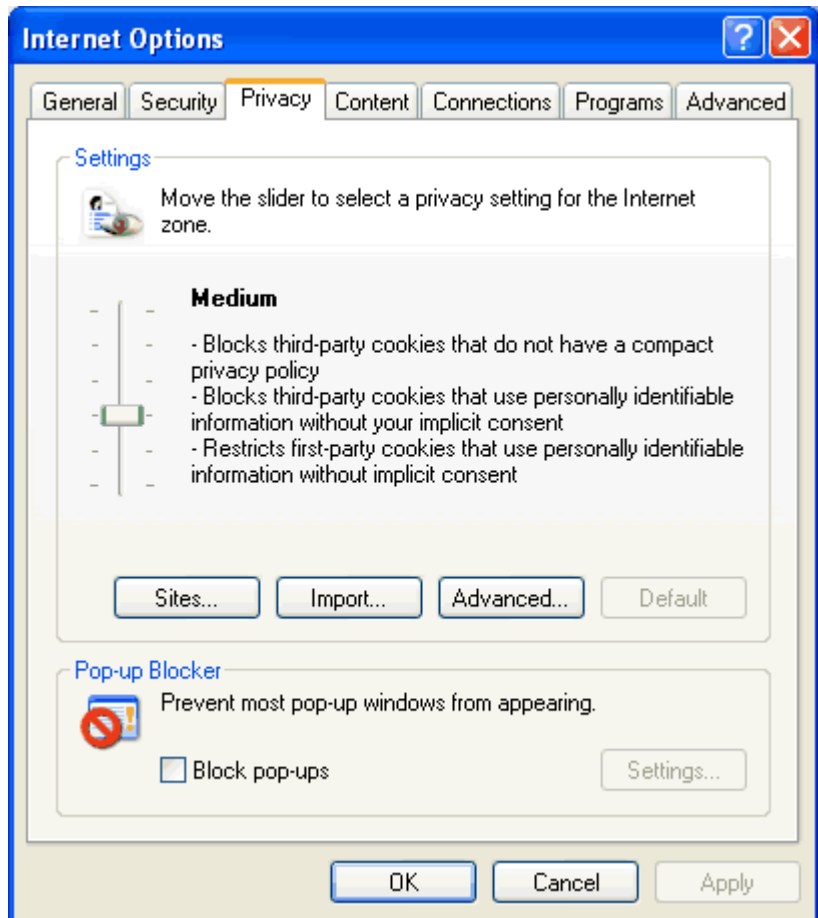 Internet Options
General Security Privacy Content Connections Programs Advanced
Settings
Move the slider to select a privacy setting for the Internet
zone.
Medium
- Blocks third-party cookies that do not have a compact
privacy policy
- Blocks third-party cookies that use personally identifiable
information without your implicit consent
- Restricts first-party cookies that use personally identifiable
information without implicit consent
Sites... Import... Advanced... Default
Pop-up Blocker
Prevent most pop-up windows from appearing.
Block pop-ups Settings...
OK Cancel Apply